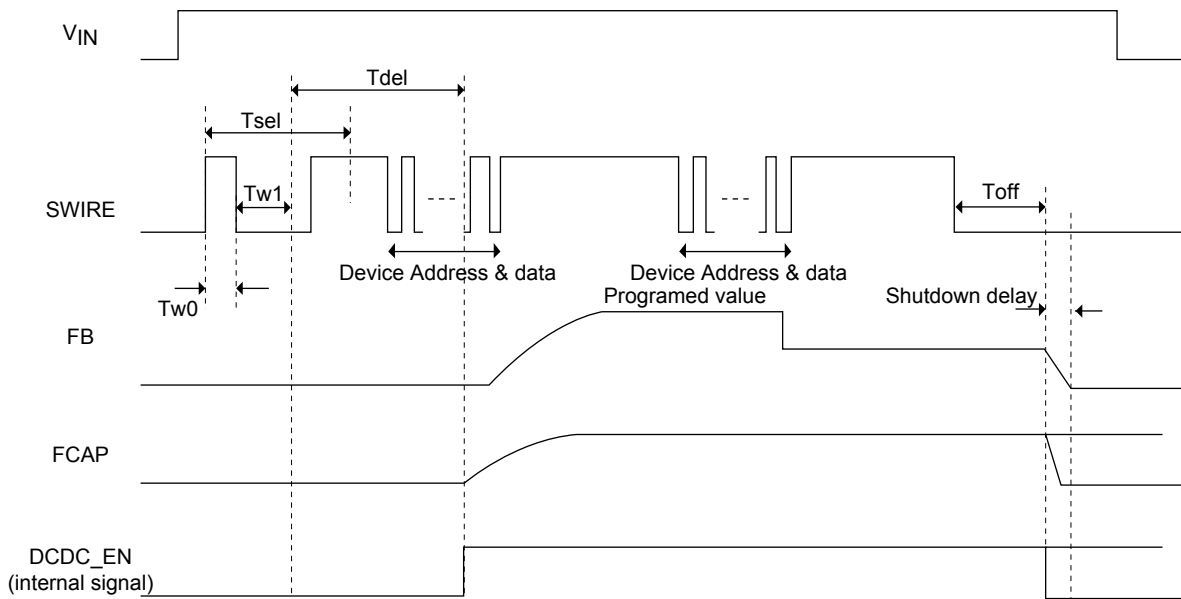 VIN
Tdel
Tsel
Tw1
Toff
SWIRE
Device Address & data
Device Address & data
Tw0
Programed value
Shutdown delay
FB
FCAP
DCDC_EN
(internal signal)